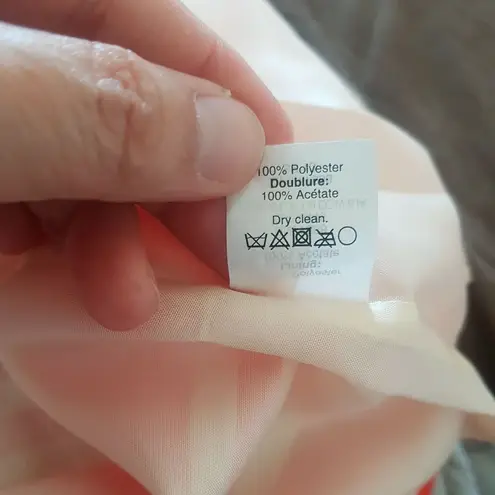 100% Polyester
Doublure:
100% Acétate
Dry clean.